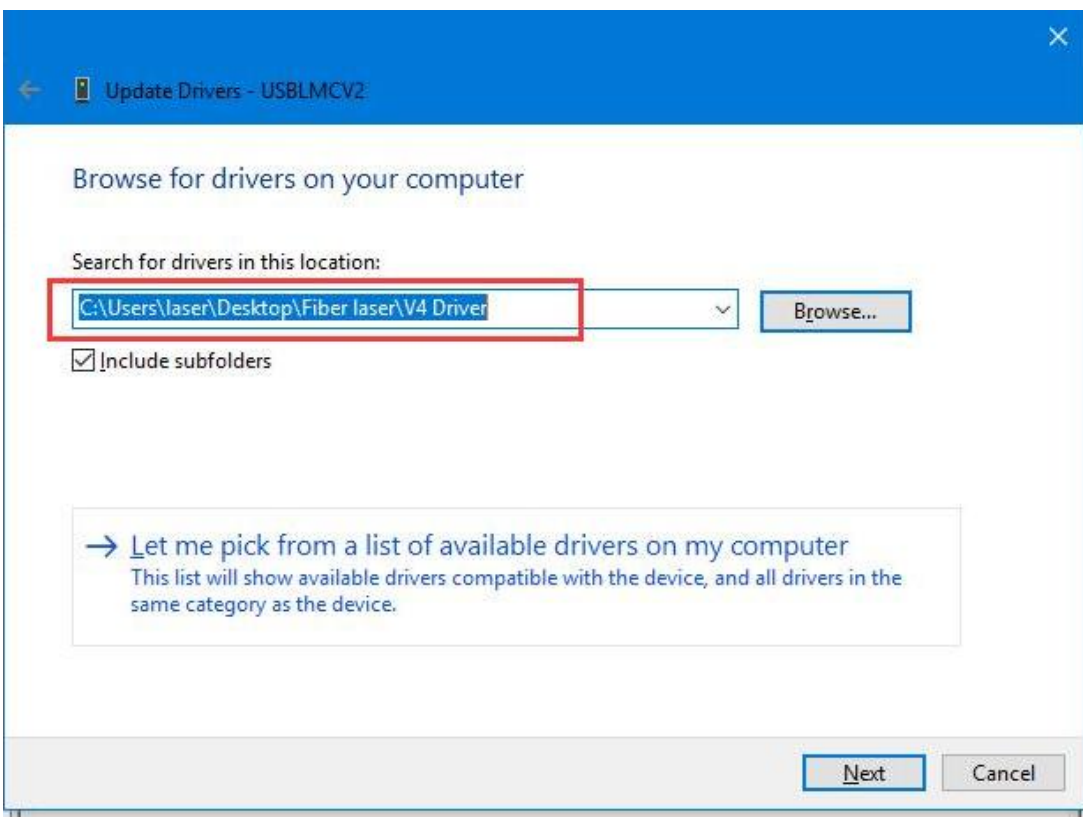 Update Drivers - USBLMCV2
Browse for drivers on your computer
Search for drivers in this location:
C:\Users\laser\Desktop\Fiber laser\V4 Driver
Browse...
Include subfolders
Let me pick from a list of available drivers on my computer
This list will show available drivers compatible with the device, and all drivers in the
same category as the device.
Next
Cancel